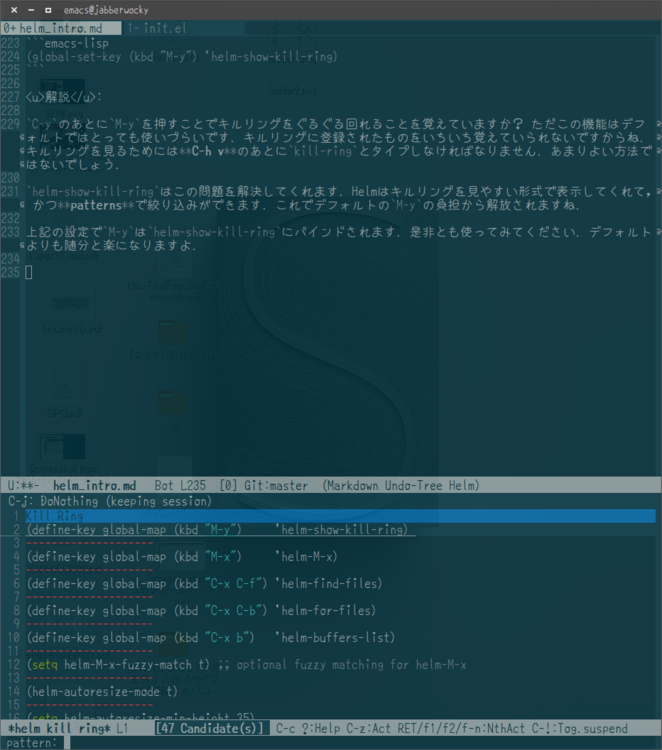 emacs@jabberwocky
0+ helm_intro.md 1- init.el
223 ```emacs-lisp
224 (global-set-key (kbd "M-y") 'helm-show-kill-ring)
225 ```
226
227 <u>解説</u>:
228
229 `C-y`のあとに`M-y`を押すことでキルリングをぐるぐる回れることを覚えていますか? ただこの機能はデフ
ォルトではとっても使いづらいです. キルリングに登録されたものをいちいち覚えていられないですからね.
キルリングを見るためには**C-h v**のあとに`kill-ring`とタイプしなければなりません. あまりよい方法で
はないでしょう.
230
231 `helm-show-kill-ring`はこの問題を解決してくれます. Helmはキルリングを見やすい形式で表示してくれて,
かつ**patterns**で絞り込みができます. これでデフォルトの`M-y`の負担から解放されますね.
232
233 上記の設定で`M-y`は`helm-show-kill-ring`にバインドされます. 是非とも使ってみてください. デフォルト
よりも随分と楽になりますよ.
234
235
U:**- helm_intro.md Bot L235 [0] Git:master (Markdown Undo-Tree Helm)
C-j: DoNothing (keeping session)
1 Kill Ring
2 (define-key global-map (kbd "M-y") 'helm-show-kill-ring)
3 --------------------
4 (define-key global-map (kbd "M-x") 'helm-M-x)
5 --------------------
6 (define-key global-map (kbd "C-x C-f") 'helm-find-files)
7 --------------------
8 (define-key global-map (kbd "C-x C-b") 'helm-for-files)
9 --------------------
10 (define-key global-map (kbd "C-x b") 'helm-buffers-list)
11 --------------------
12 (setq helm-M-x-fuzzy-match t) ;; optional fuzzy matching for helm-M-x
13 --------------------
14 (helm-autoresize-mode t)
15 --------------------
16 (setq helm-autoresize-min-height 35)
*helm kill ring* L1 [47 Candidate(s)] C-c ?:Help C-z:Act RET/f1/f2/f-n:NthAct C-!:Tog.suspend
pattern: